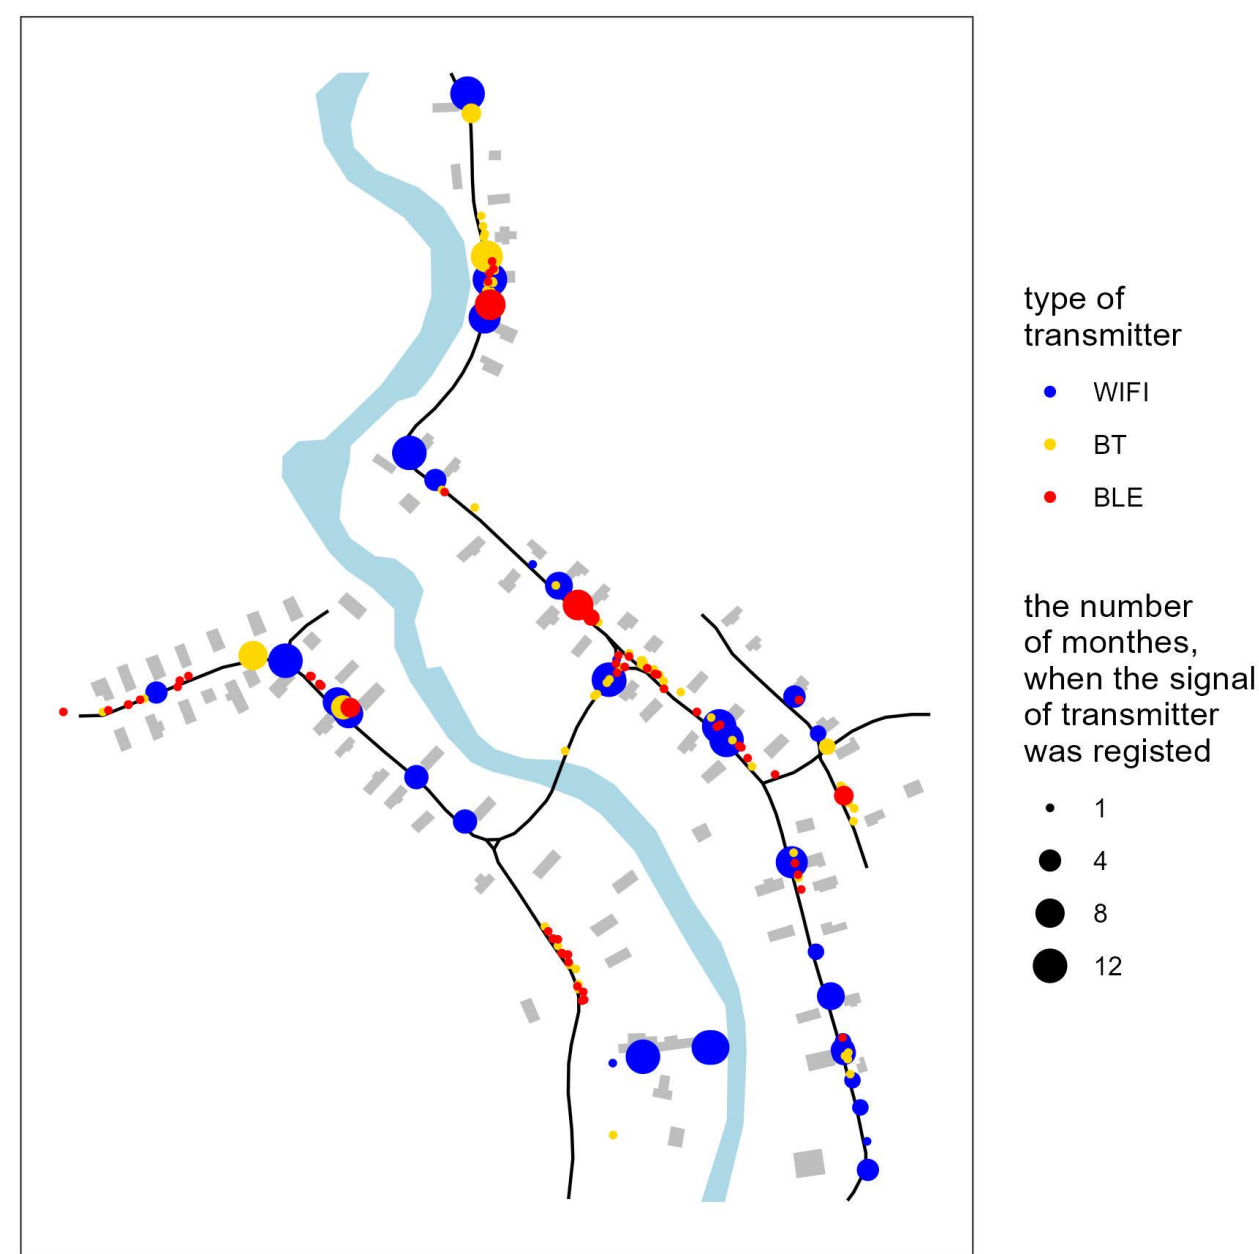 type of
transmitter
WIFI
BT
BLE
the number
of monthes,
when the signal
of transmitter
was registed
1
4
8
12